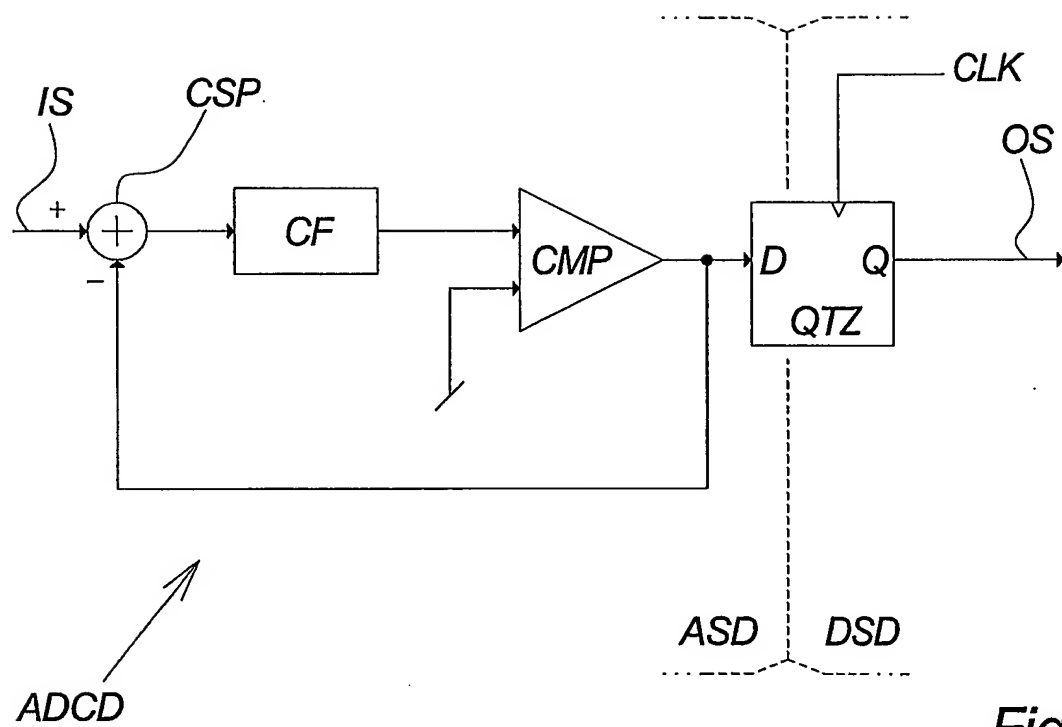 IS
CSP
CLK
OS
+
+
CF
CMP
D
Q
QTZ
−
ASD
DSD
ADCD
Fig